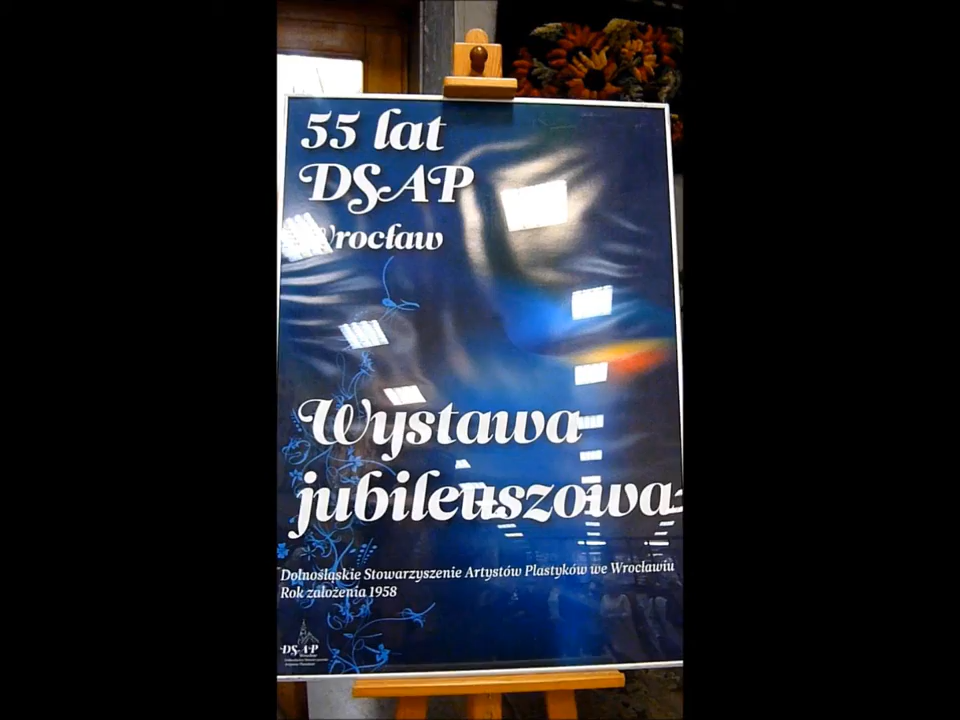 55 lat
DSAP
Wrocław
Wystawa
jubileuszowa
Dolnośląskie Stowarzyszenie Artystów Plastyków we Wrocławiu
Rok założenia 1958
DSAP